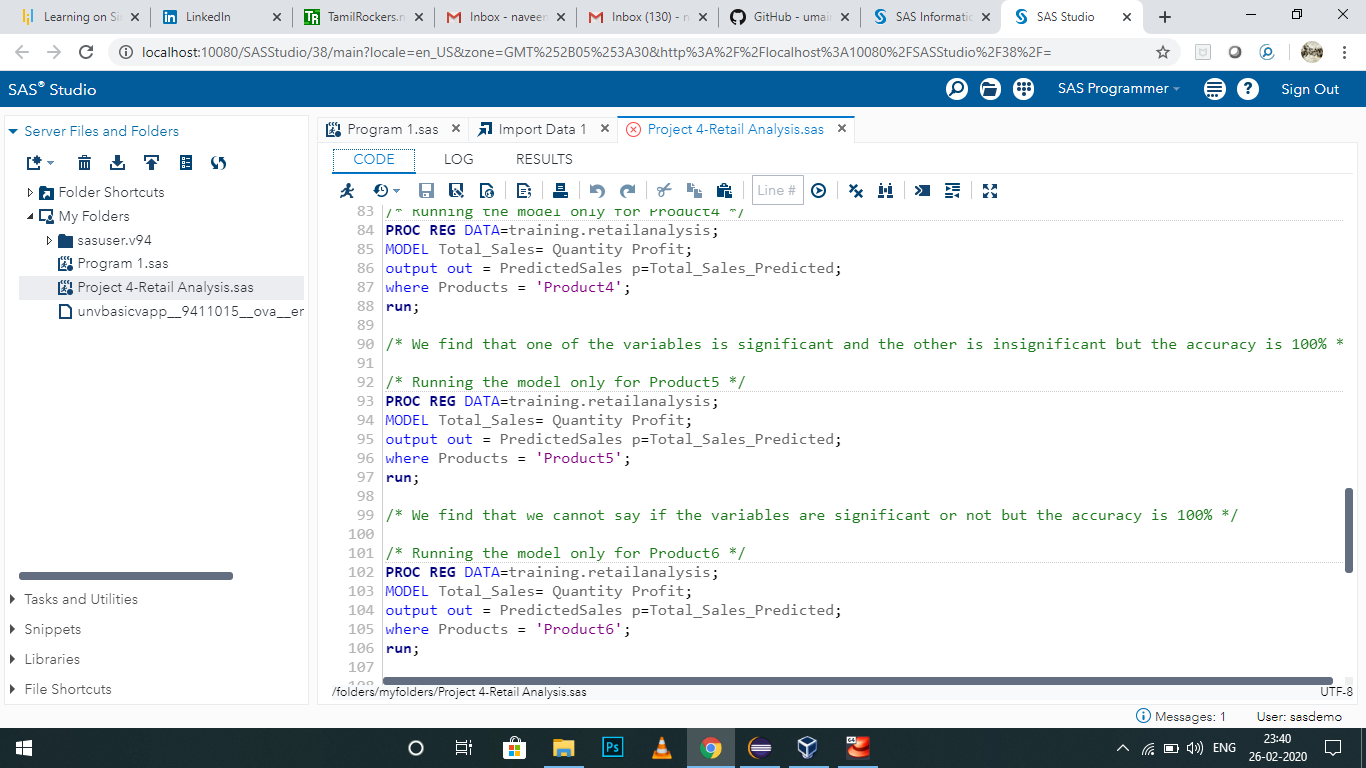 Learning on Si
LinkedIn
TamilRockers.n
Inbox - naveen
Inbox (130) - n
GitHub - umai
SAS Informatic
SAS Studio
localhost:10080/SASStudio/38/main?locale=en_US&zone=GMT%252B05%253A30&http%3A%2F%2Flocalhost%3A10080%2FSASStudio%2F38%2F=
SAS® Studio
SAS Programmer
Sign Out
Server Files and Folders
Folder Shortcuts
My Folders
sasuser.v94
Program 1.sas
Project 4-Retail Analysis.sas
unvbasicvapp__9411015__ova__er
Tasks and Utilities
Snippets
Libraries
File Shortcuts
Program 1.sas
Import Data 1
Project 4-Retail Analysis.sas
CODE LOG RESULTS
Line #
83 /* Running the model only for Product4 */
84 PROC REG DATA=training.retailanalysis;
85 MODEL Total_Sales= Quantity Profit;
86 output out = PredictedSales p=Total_Sales_Predicted;
87 where Products = 'Product4';
88 run;
89
90 /* We find that one of the variables is significant and the other is insignificant but the accuracy is 100% *
91
92 /* Running the model only for Product5 */
93 PROC REG DATA=training.retailanalysis;
94 MODEL Total_Sales= Quantity Profit;
95 output out = PredictedSales p=Total_Sales_Predicted;
96 where Products = 'Product5';
97 run;
98
99 /* We find that we cannot say if the variables are significant or not but the accuracy is 100% */
100
101 /* Running the model only for Product6 */
102 PROC REG DATA=training.retailanalysis;
103 MODEL Total_Sales= Quantity Profit;
104 output out = PredictedSales p=Total_Sales_Predicted;
105 where Products = 'Product6';
106 run;
107
108
/folders/myfolders/Project 4-Retail Analysis.sas
UTF-8
Messages: 1
User: sasdemo
Ps
64
ENG
23:40
26-02-2020